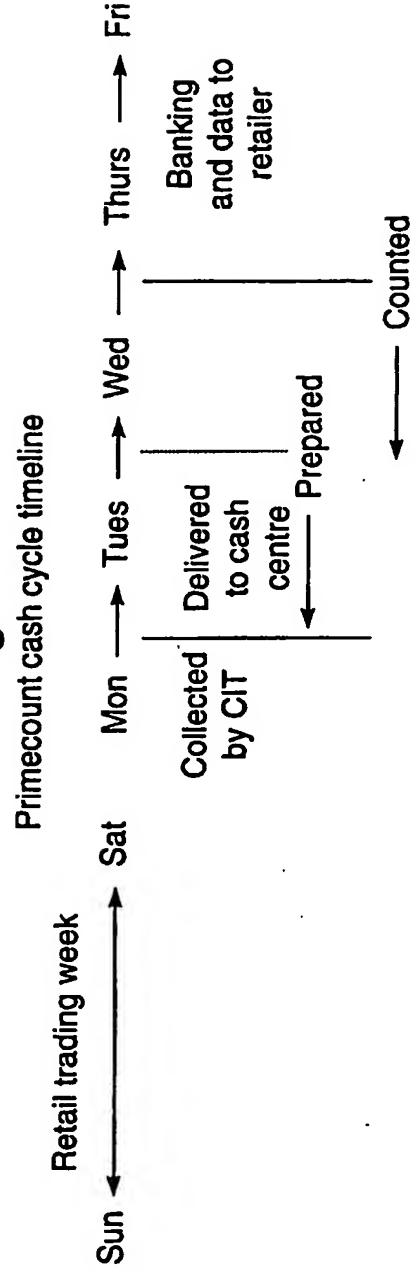 Primecount cash cycle timeline
Retail trading week
Sun Sat Mon Tues Wed Thurs Fri
Collected
by CIT
Delivered
to cash
centre
Prepared
Banking
and data to
retailer
Counted